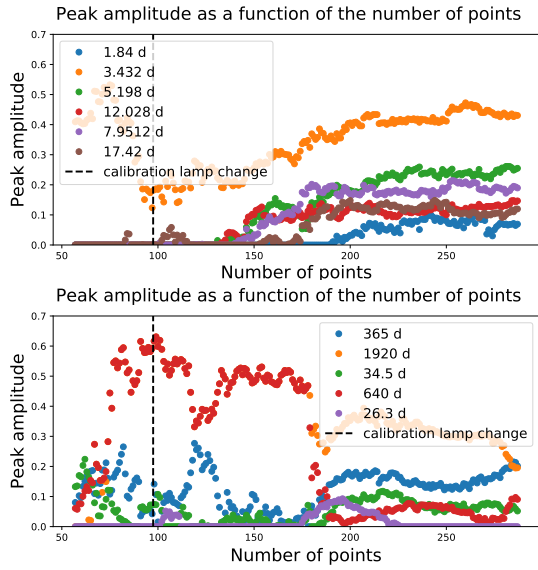 Peak amplitude as a function of the number of points
0.7
0.6
0.5
0.4
0.3
0.2
0.1
0.0
Peak amplitude
1.84 d
3.432 d
5.198 d
12.028 d
7.9512 d
17.42 d
calibration lamp change
50
100
150
200
250
Number of points
Peak amplitude as a function of the number of points
0.7
0.6
0.5
0.4
0.3
0.2
0.1
0.0
Peak amplitude
365 d
1920 d
34.5 d
640 d
26.3 d
calibration lamp change
50
100
150
200
250
Number of points